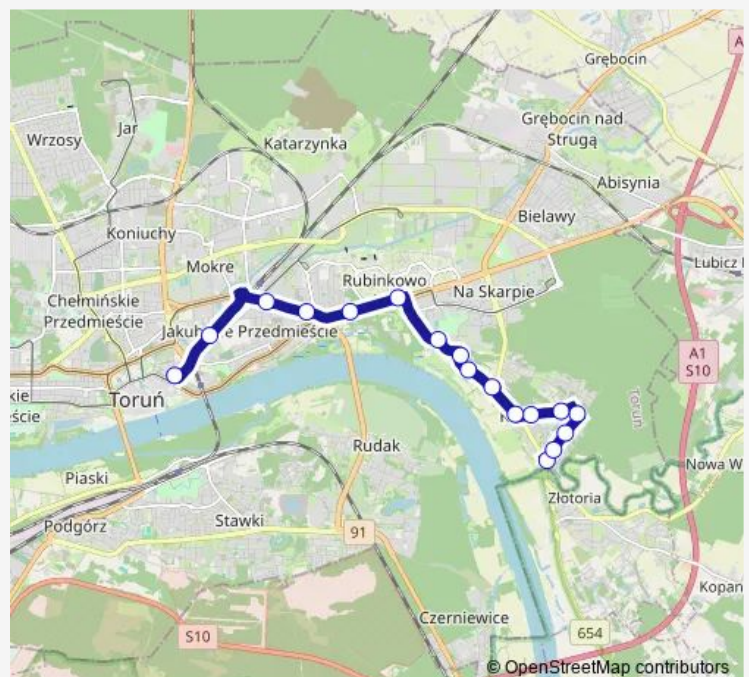 Grębocin
A
Grębocin nad
Strugą
Jar
Wrzosy
Katarzynka
Abisynia
Bielawy
Koniuchy
Lubicz
Mokre
Rubinkowo
Na Skarpie
Chełmińskie
Przedmieście
Przedmieście
A1
S10
Toruń
Toruń
Rudak
Nowa W
Piaski
Złotoria
Stawki
Podgórz
91
Kopan
Czerniewice
S10
654
© OpenStreetMap contributors